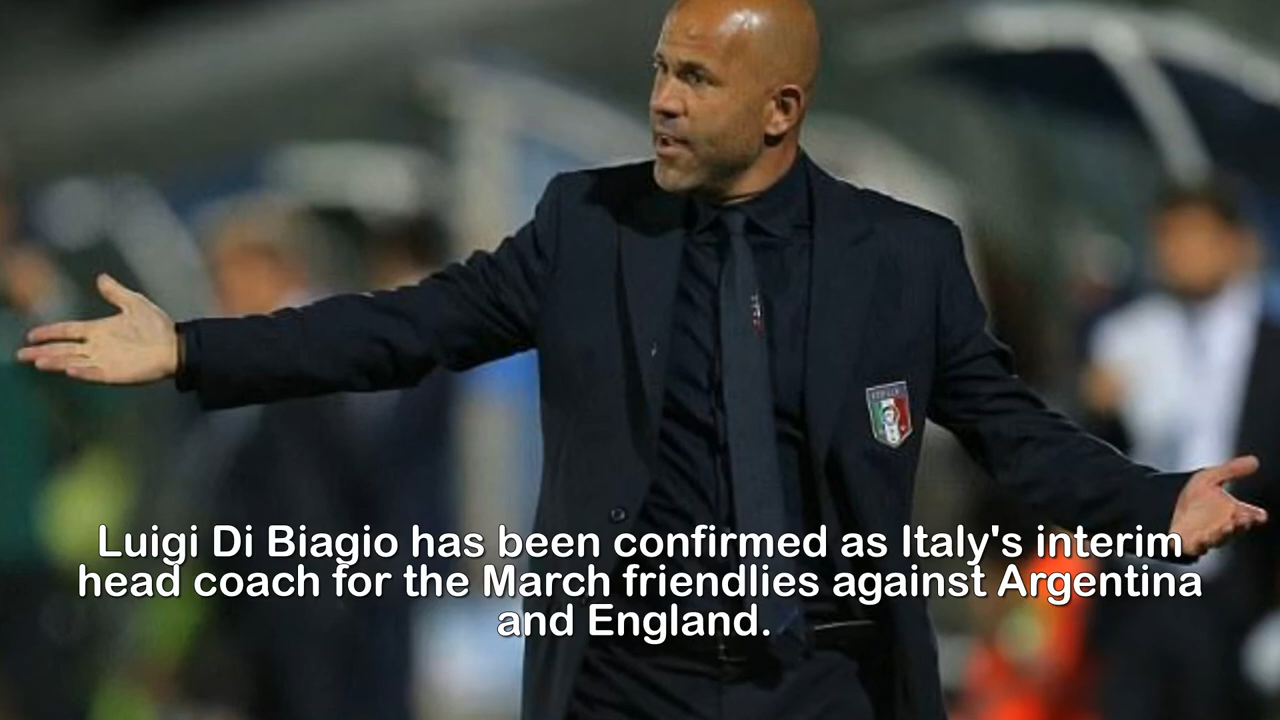 Luigi Di Biagio has been confirmed as Italy's interim
head coach for the March friendlies against Argentina
and England.